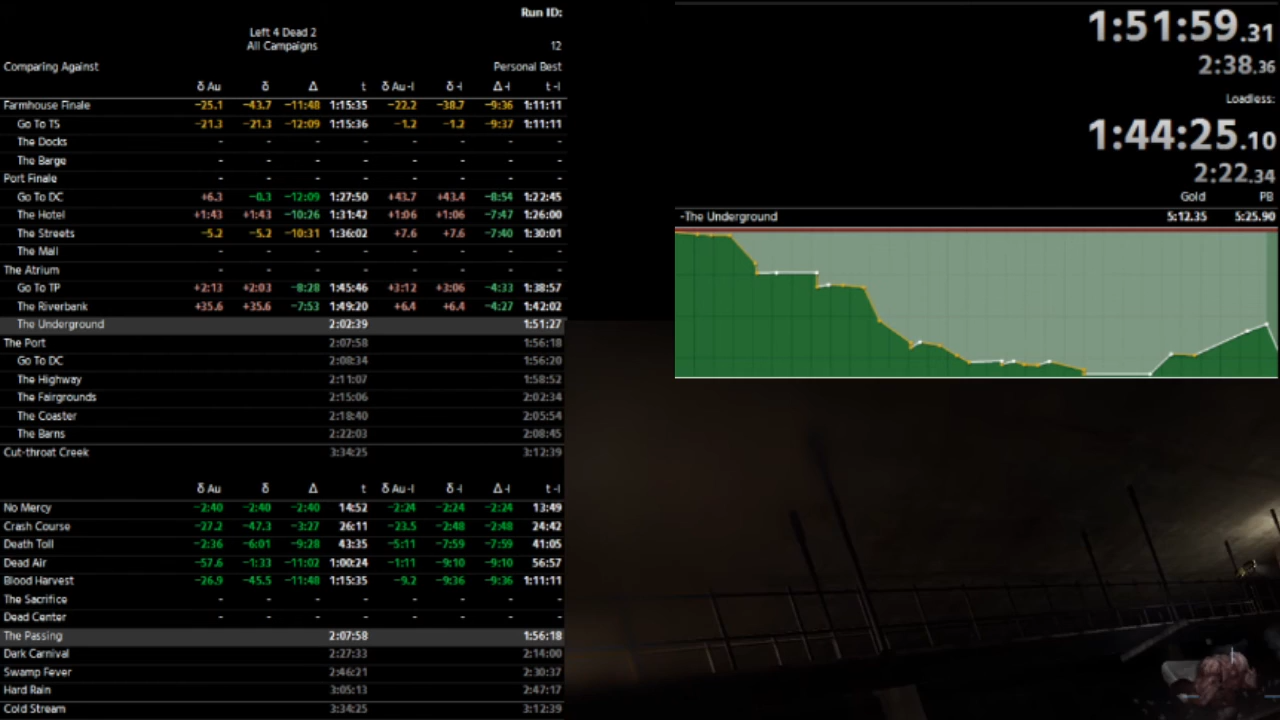 Run ID:
Left 4 Dead 2
All Campaigns 12
Comparing Against Personal Best
δ Au δ Δ t δ Au-I δ -I Δ -I t -I
Farmhouse Finale −25.1 −43.7 −11:48 1:15:35 −22.2 −38.7 −9:36 1:11:11
Go To TS −21.3 −21.3 −12:09 1:15:36 −1.2 −1.2 −9:37 1:11:11
The Docks - - - - - - - -
The Barge - - - - - - - -
Port Finale - - - - - - - -
Go To DC +6.3 −0.3 −12:09 1:27:50 +43.7 +43.4 −8:54 1:22:45
The Hotel +1:43 +1:43 −10:26 1:31:42 +1:06 +1:06 −7:47 1:26:00
The Streets −5.2 −5.2 −10:31 1:36:02 +7.6 +7.6 −7:40 1:30:01
The Mall - - - - - - - -
The Atrium - - - - - - - -
Go To TP +2:13 +2:03 −8:28 1:45:46 +3:12 +3:06 −4:33 1:38:57
The Riverbank +35.6 +35.6 −7:53 1:49:20 +6.4 +6.4 −4:27 1:42:02
The Underground 2:02:39 1:51:27
The Port 2:07:58 1:56:18
Go To DC 2:08:34 1:56:20
The Highway 2:11:07 1:58:52
The Fairgrounds 2:15:06 2:02:34
The Coaster 2:18:40 2:05:54
The Barns 2:22:03 2:08:45
Cut-throat Creek 3:34:25 3:12:39
δ Au δ Δ t δ Au-I δ -I Δ -I t -I
No Mercy −2:40 −2:40 −2:40 14:52 −2:24 −2:24 −2:24 13:49
Crash Course −27.2 −47.3 −3:27 26:11 −23.5 −2:48 −2:48 24:42
Death Toll −2:36 −6:01 −9:28 43:35 −5:11 −7:59 −7:59 41:05
Dead Air −57.6 −1:33 −11:02 1:00:24 −1:11 −9:10 −9:10 56:57
Blood Harvest −26.9 −45.5 −11:48 1:15:35 −9.2 −9:36 −9:36 1:11:11
The Sacrifice - - - - - - - -
Dead Center - - - - - - - -
The Passing 2:07:58 1:56:18
Dark Carnival 2:27:33 2:14:00
Swamp Fever 2:46:21 2:30:37
Hard Rain 3:05:13 2:47:17
Cold Stream 3:34:25 3:12:39
1:51:59.31
2:38.36
Loadless:
1:44:25.10
2:22.34
Gold PB
-The Underground 5:12.35 5:25.90